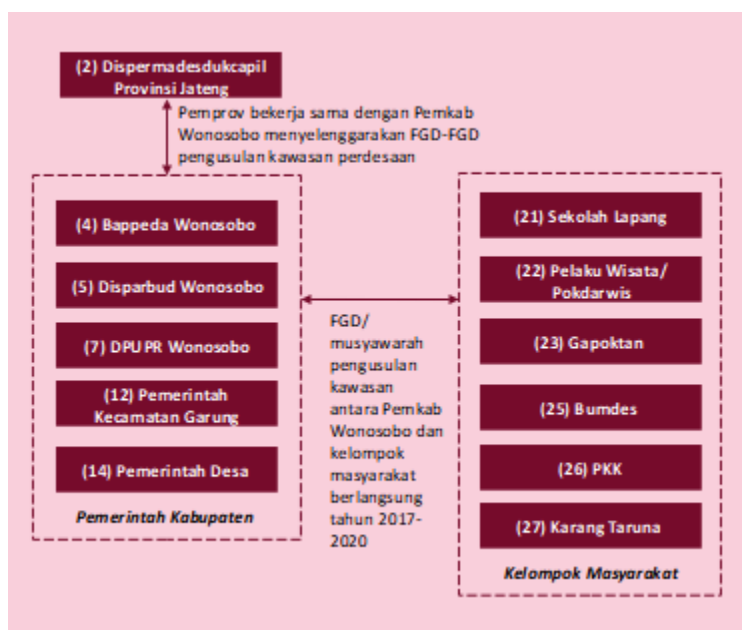 (2) Dispermadesdukcapil
Provinsi Jateng
Pemprov bekerja sama dengan Pemkab
Wonosobo menyelenggarakan FGD-FGD
pengusulan kawasan perdesaan
(4) Bappeda Wonosobo
(5) Disparbud Wonosobo
(7) DPUPR Wonosobo
(12) Pemerintah
Kecamatan Garung
(14) Pemerintah Desa
Pemerintah Kabupaten
FGD/
musyawarah
pengusulan
kawasan
antara Pemkab
Wonosobo dan
kelompok
masyarakat
berlangsung
tahun 2017-
2020
(21) Sekolah Lapang
(22) Pelaku Wisata/
Pokdarwis
(23) Gapoktan
(25) Bumdes
(26) PKK
(27) Karang Taruna
Kelompok Masyarakat